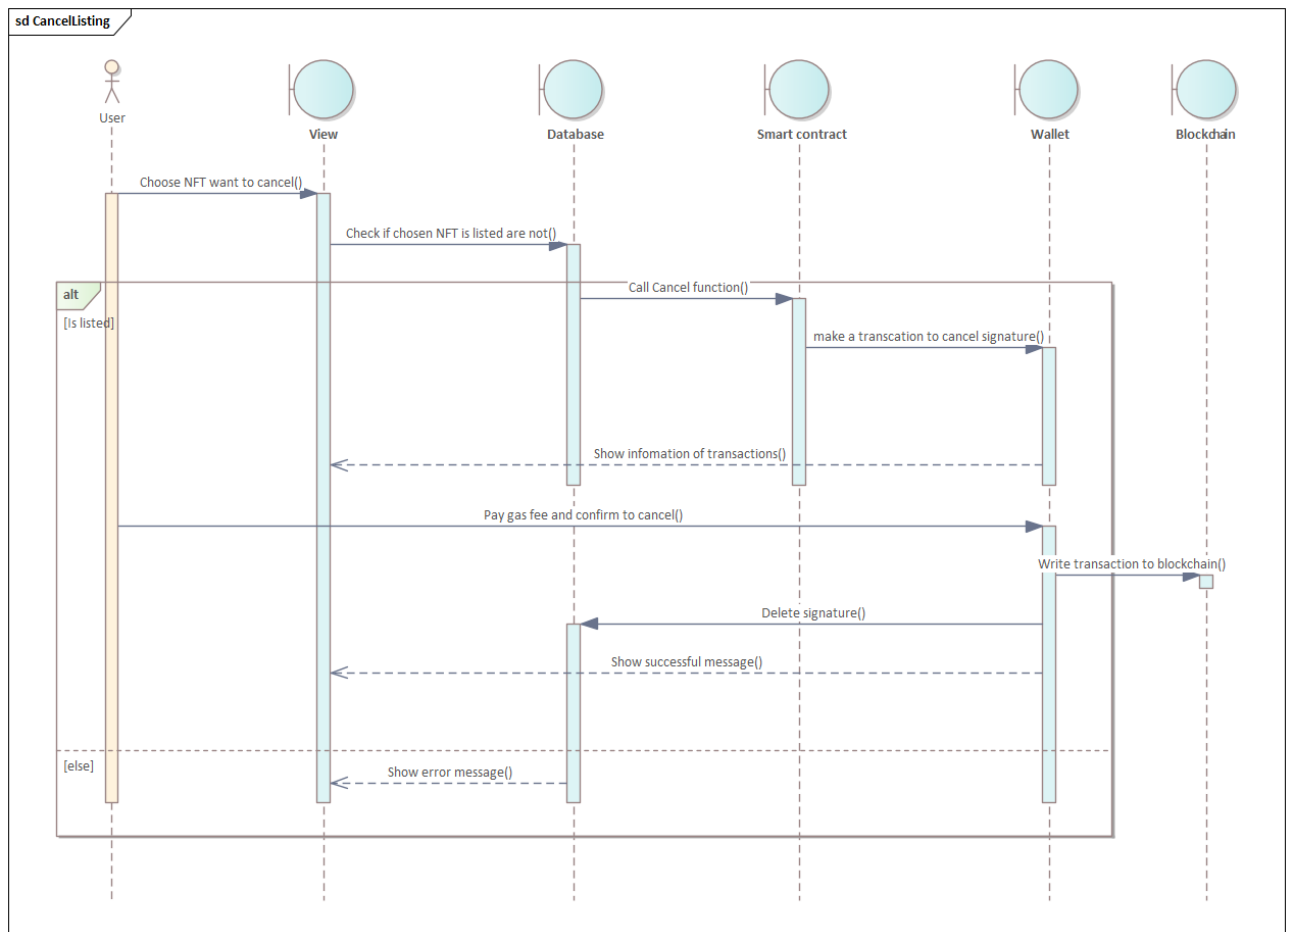 sd CancelListing
User
View
Database
Smart contract
Wallet
Blockchain
Choose NFT want to cancel()
Check if chosen NFT is listed are not()
alt
Call Cancel function()
[Is listed]
make a transcation to cancel signature()
Show infomation of transactions()
Pay gas fee and confirm to cancel()
Write transaction to blockchain()
Delete signature()
Show successful message()
[else]
Show error message()